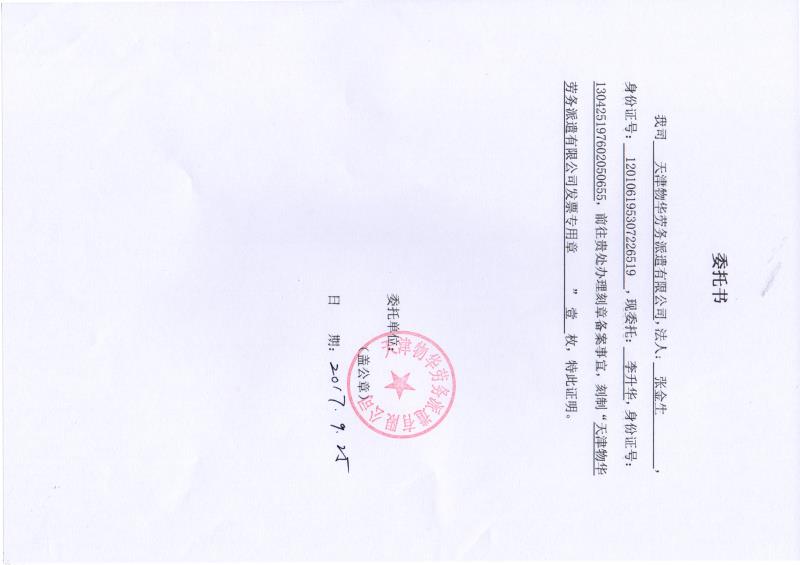 委托书
我司 天津物华劳务派遣有限公司,法人: 张金生 ,
身份证号: 120106195307226519 ,现委托: 李升华,身份证号:
130425197602050655, 前往贵处办理刻章备案事宜, 刻制“天津物华
劳务派遣有限公司发票专用章 ” 壹 枚, 特此证明。
委托单位:
(盖公章)
天津物华劳务派遣有限公司
日 期: 2017.9.25